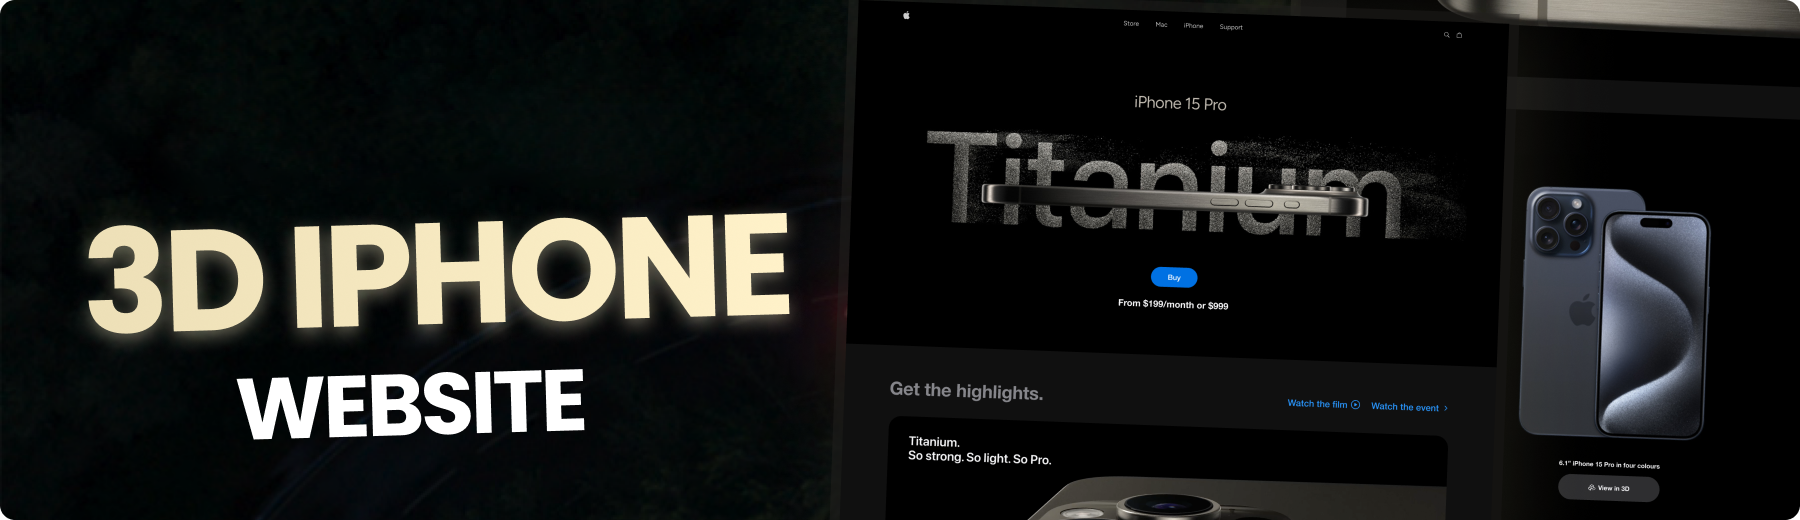 3D IPHONE
WEBSITE
Store Mac iPhone Support
iPhone 15 Pro
Titanium
Buy
From $199/month or $999
Get the highlights.
Watch the film Watch the event
Titanium.
So strong. So light. So Pro.
6.1" iPhone 15 Pro in four colours
View in 3D